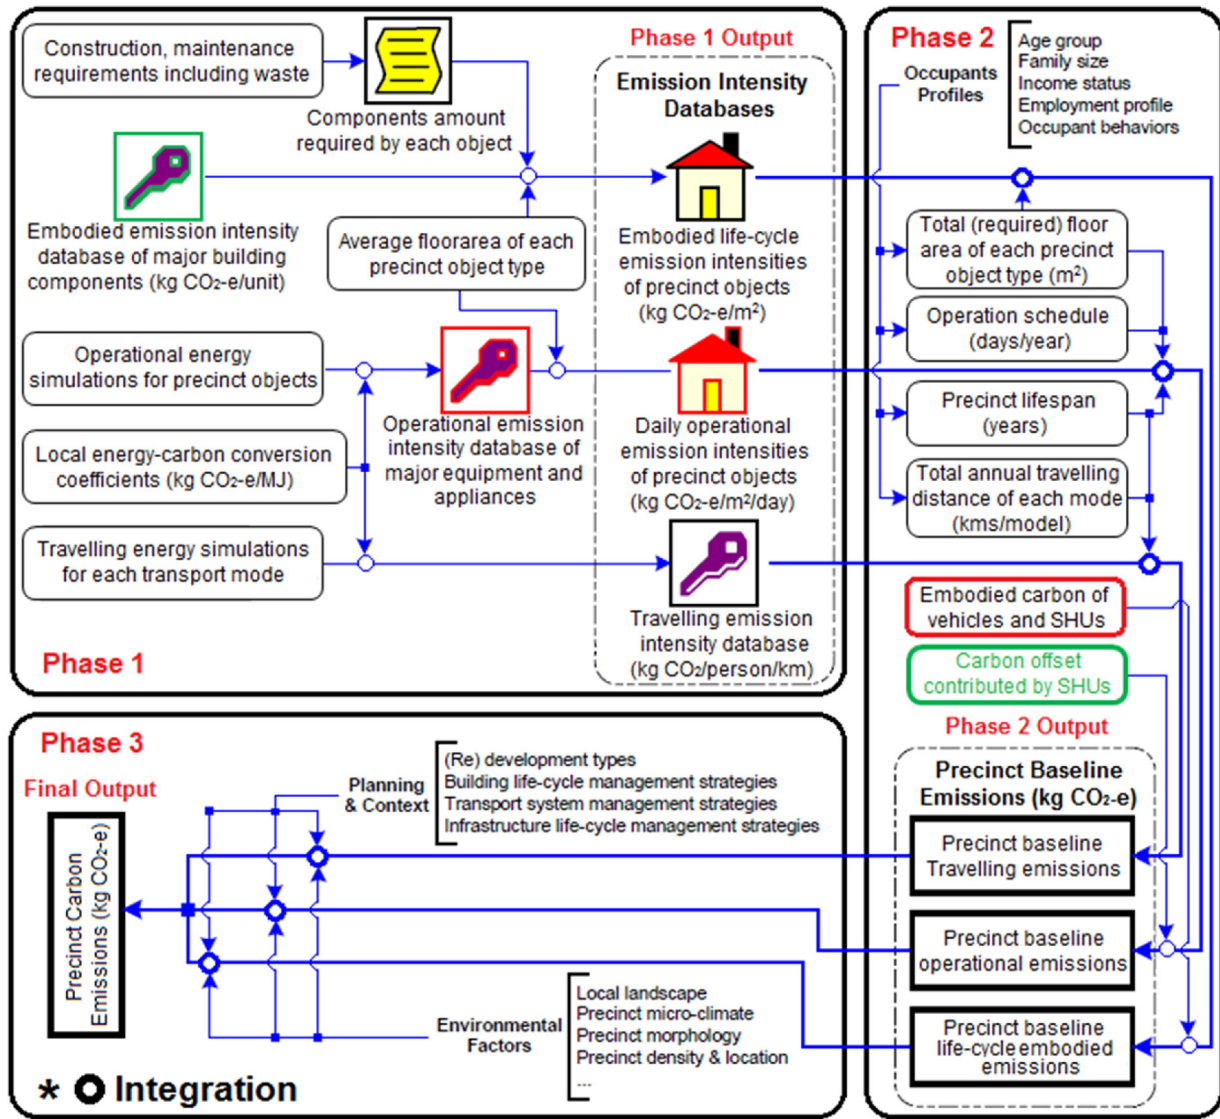 Construction, maintenance
requirements including waste
Components amount
required by each object
Embodied emission intensity
database of major building
components (kg CO₂-e/unit)
Average floorarea of each
precinct object type
Operational energy
simulations for precinct objects
Local energy-carbon conversion
coefficients (kg CO₂-e/MJ)
Travelling energy simulations
for each transport mode
Operational emission
intensity database of
major equipment and
appliances
Phase 1
Phase 1 Output
Emission Intensity
Databases
Embodied life-cycle
emission intensities
of precinct objects
(kg CO₂-e/m²)
Daily operational
emission intensities
of precinct objects
(kg CO₂-e/m²/day)
Travelling emission
intensity database
(kg CO₂/person/km)
Phase 2
Occupants
Profiles
Age group
Family size
Income status
Employment profile
Occupant behaviors
Total (required) floor
area of each precinct
object type (m²)
Operation schedule
(days/year)
Precinct lifespan
(years)
Total annual travelling
distance of each mode
(kms/model)
Embodied carbon of
vehicles and SHUs
Carbon offset
contributed by SHUs
Phase 2 Output
Precinct Baseline
Emissions (kg CO₂-e)
Precinct baseline
Travelling emissions
Precinct baseline
operational emissions
Precinct baseline
life-cycle embodied
emissions
Phase 3
Final Output
Precinct Carbon
Emissions (kg CO₂-e)
Planning
& Context
(Re) development types
Building life-cycle management strategies
Transport system management strategies
Infrastructure life-cycle management strategies
Environmental
Factors
Local landscape
Precinct micro-climate
Precinct morphology
Precinct density & location
...
* Integration